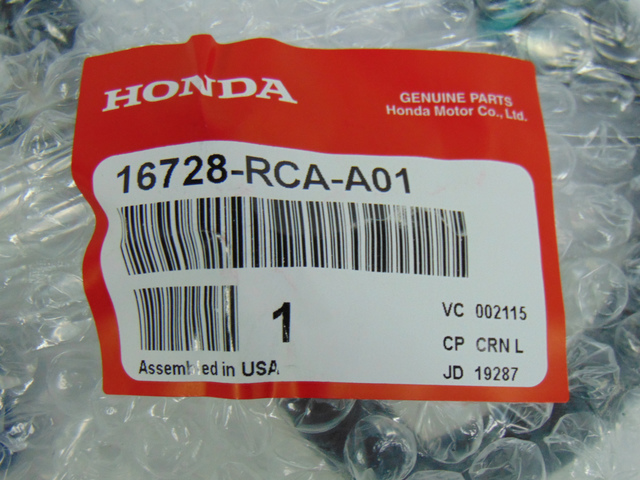 HONDA
GENUINE PARTS
Honda Motor Co., Ltd.
16728-RCA-A01
1
VC 002115
CP CRN L
JD 19287
Assembled in USA